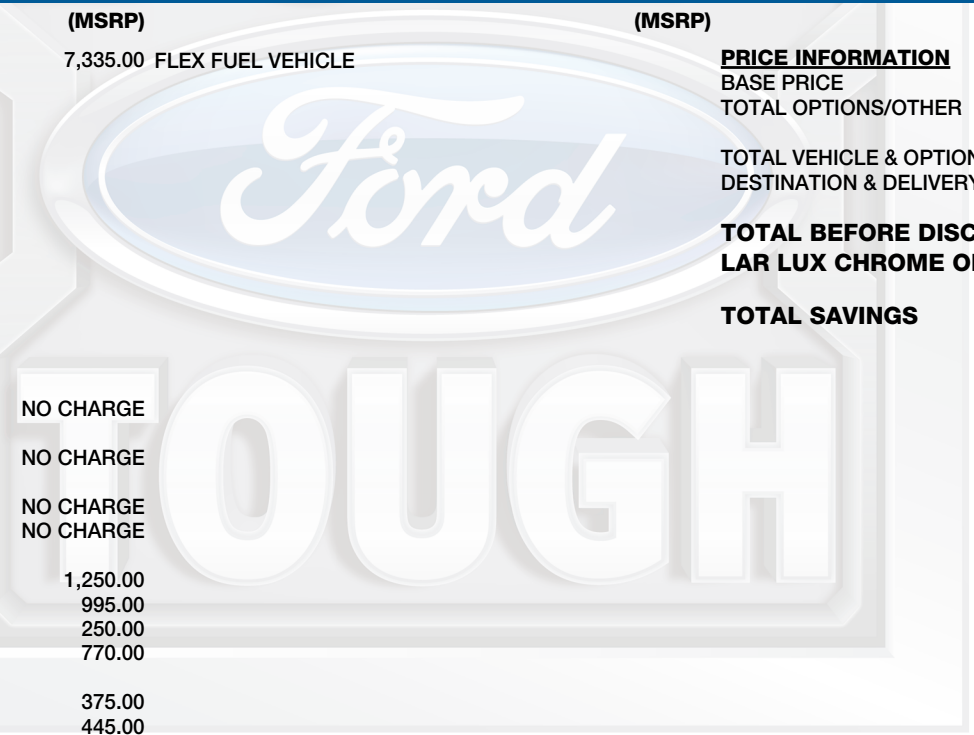 (MSRP)
(MSRP)
7,335.00 FLEX FUEL VEHICLE
PRICE INFORMATION
BASE PRICE
TOTAL OPTIONS/OTHER
TOTAL VEHICLE & OPTION
DESTINATION & DELIVERY
TOTAL BEFORE DISC
LAR LUX CHROME O
TOTAL SAVINGS
Ford
TOUGH
NO CHARGE
NO CHARGE
NO CHARGE
NO CHARGE
1,250.00
995.00
250.00
770.00
375.00
445.00